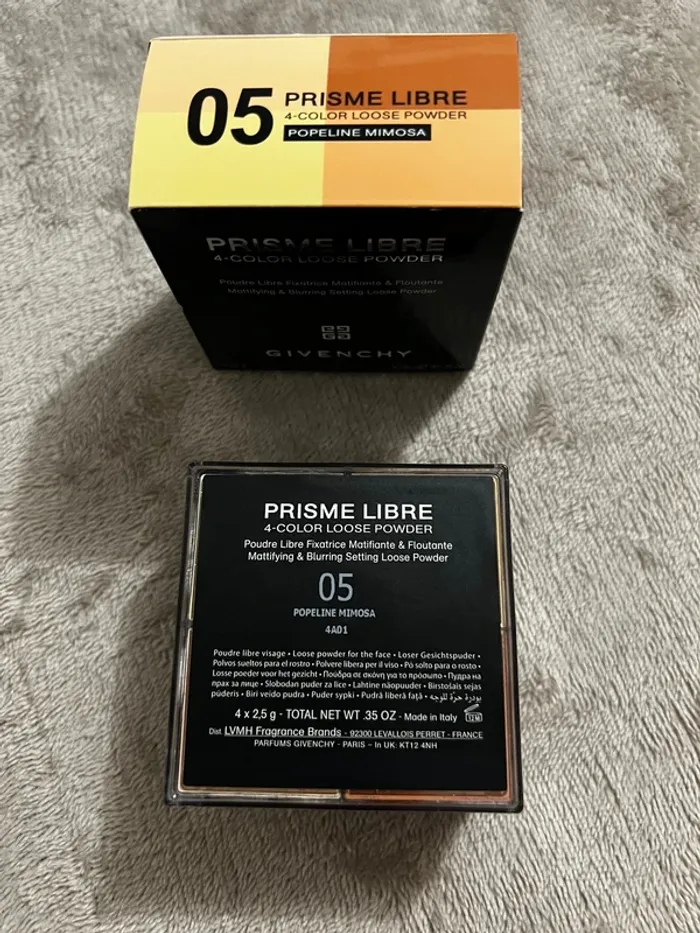 05 PRISME LIBRE
4-COLOR LOOSE POWDER
POPELINE MIMOSA
PRISME LIBRE
4-COLOR LOOSE POWDER
Poudre Libre Fixatrice Matifiante & Floutante
Mattifying & Blurring Setting Loose Powder
GIVENCHY
PRISME LIBRE
4-COLOR LOOSE POWDER
Poudre Libre Fixatrice Matifiante & Floutante
Mattifying & Blurring Setting Loose Powder
05
POPELINE MIMOSA
4A01
Poudre libre visage • Loose powder for the face • Loser Gesichtspuder •
Polvos sueltos para el rostro • Polvere libera per il viso • Pó solto para o rosto •
Losse poeder voor het gezicht • Πούδρα σε σκόνη για το πρόσωπο • Пудра на
прах за лице • Slobodan puder za lice • Lahtine näopuuder • Birstošais sejas
pūderis • Biri veido pudra • Puder sypki • Pudră liberă față • بودرة حرّة للوجه
4 x 2,5 g - TOTAL NET WT .35 OZ - Made in Italy 12M
Dist. LVMH Fragrance Brands - 92300 LEVALLOIS PERRET - FRANCE
PARFUMS GIVENCHY - PARIS – In UK: KT12 4NH